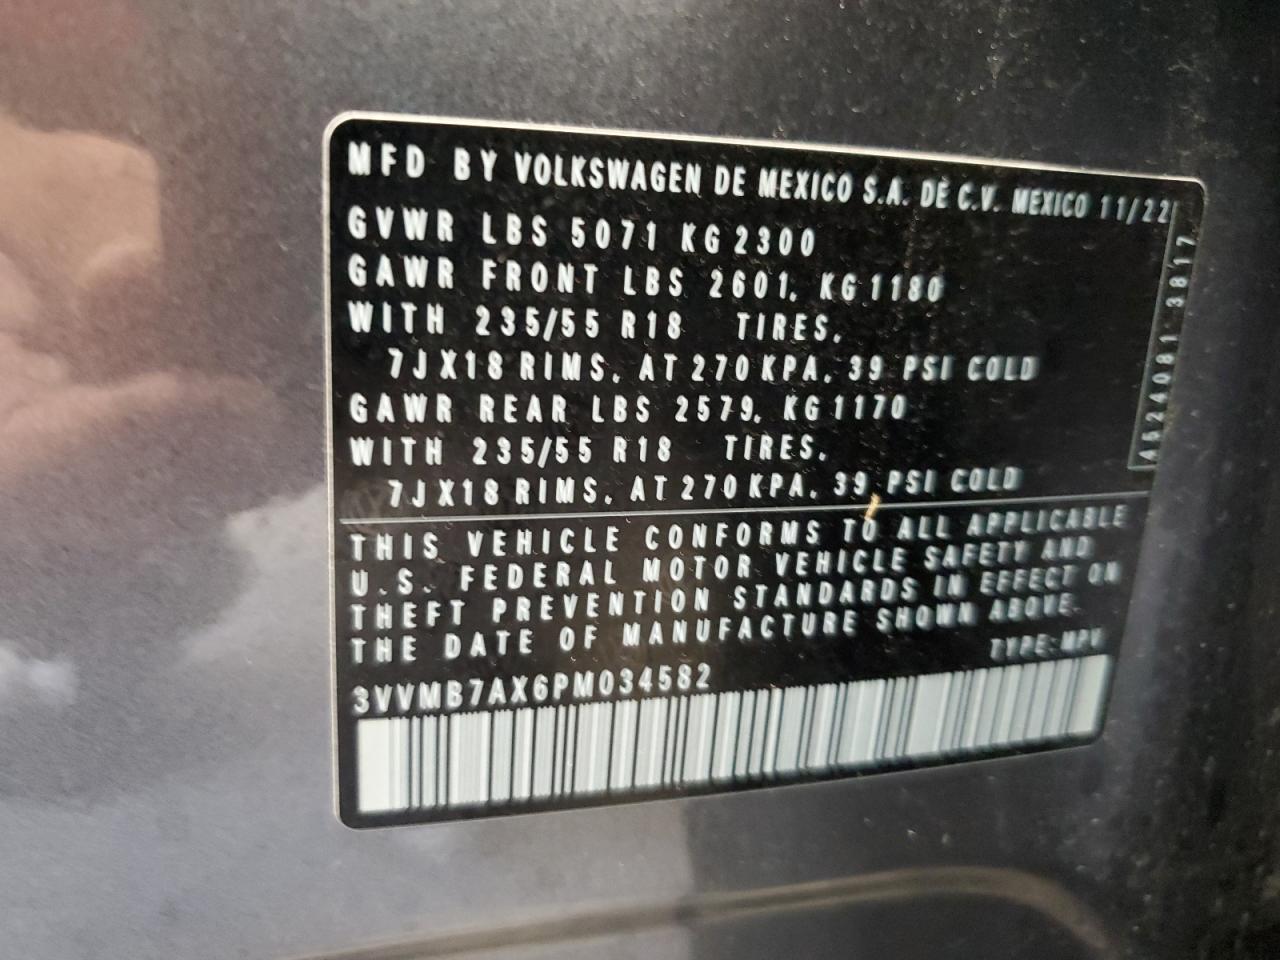 MFD BY VOLKSWAGEN DE MEXICO S.A. DE C.V. MEXICO 11/22
GVWR LBS 5071 KG 2300
GAWR FRONT LBS 2601, KG 1180
WITH 235/55 R18 TIRES,
7JX18 RIMS, AT 270 KPA, 39 PSI COLD
GAWR REAR LBS 2579, KG 1170
WITH 235/55 R18 TIRES,
7JX18 RIMS, AT 270 KPA, 39 PSI COLD
4524081 3817
THIS VEHICLE CONFORMS TO ALL APPLICABLE
U.S. FEDERAL MOTOR VEHICLE SAFETY AND
THEFT PREVENTION STANDARDS IN EFFECT ON
THE DATE OF MANUFACTURE SHOWN ABOVE.
TYPE: MPV
3VVMB7AX6PM034582